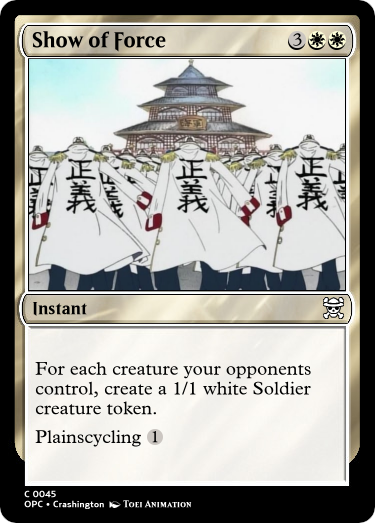 Show of Force 3
正義 正義 正義
Instant
For each creature your opponents
control, create a 1/1 white Soldier
creature token.
Plainscycling 1
C 0045
OPC • Crashington TOEI ANIMATION